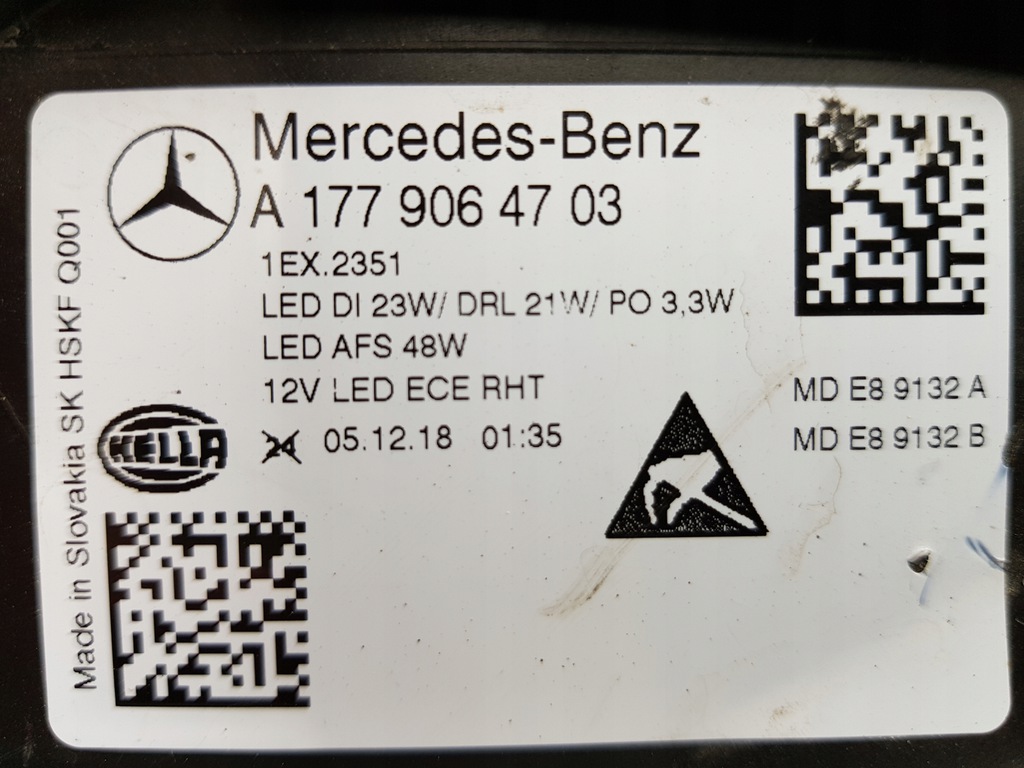 Mercedes-Benz
A 177 906 47 03
1EX.2351
LED DI 23W/ DRL 21W/ PO 3,3W
LED AFS 48W
12V LED ECE RHT
05.12.18 01:35
HELLA
MD E8 9132 A
MD E8 9132 B
Made in Slovakia SK HSKF Q001